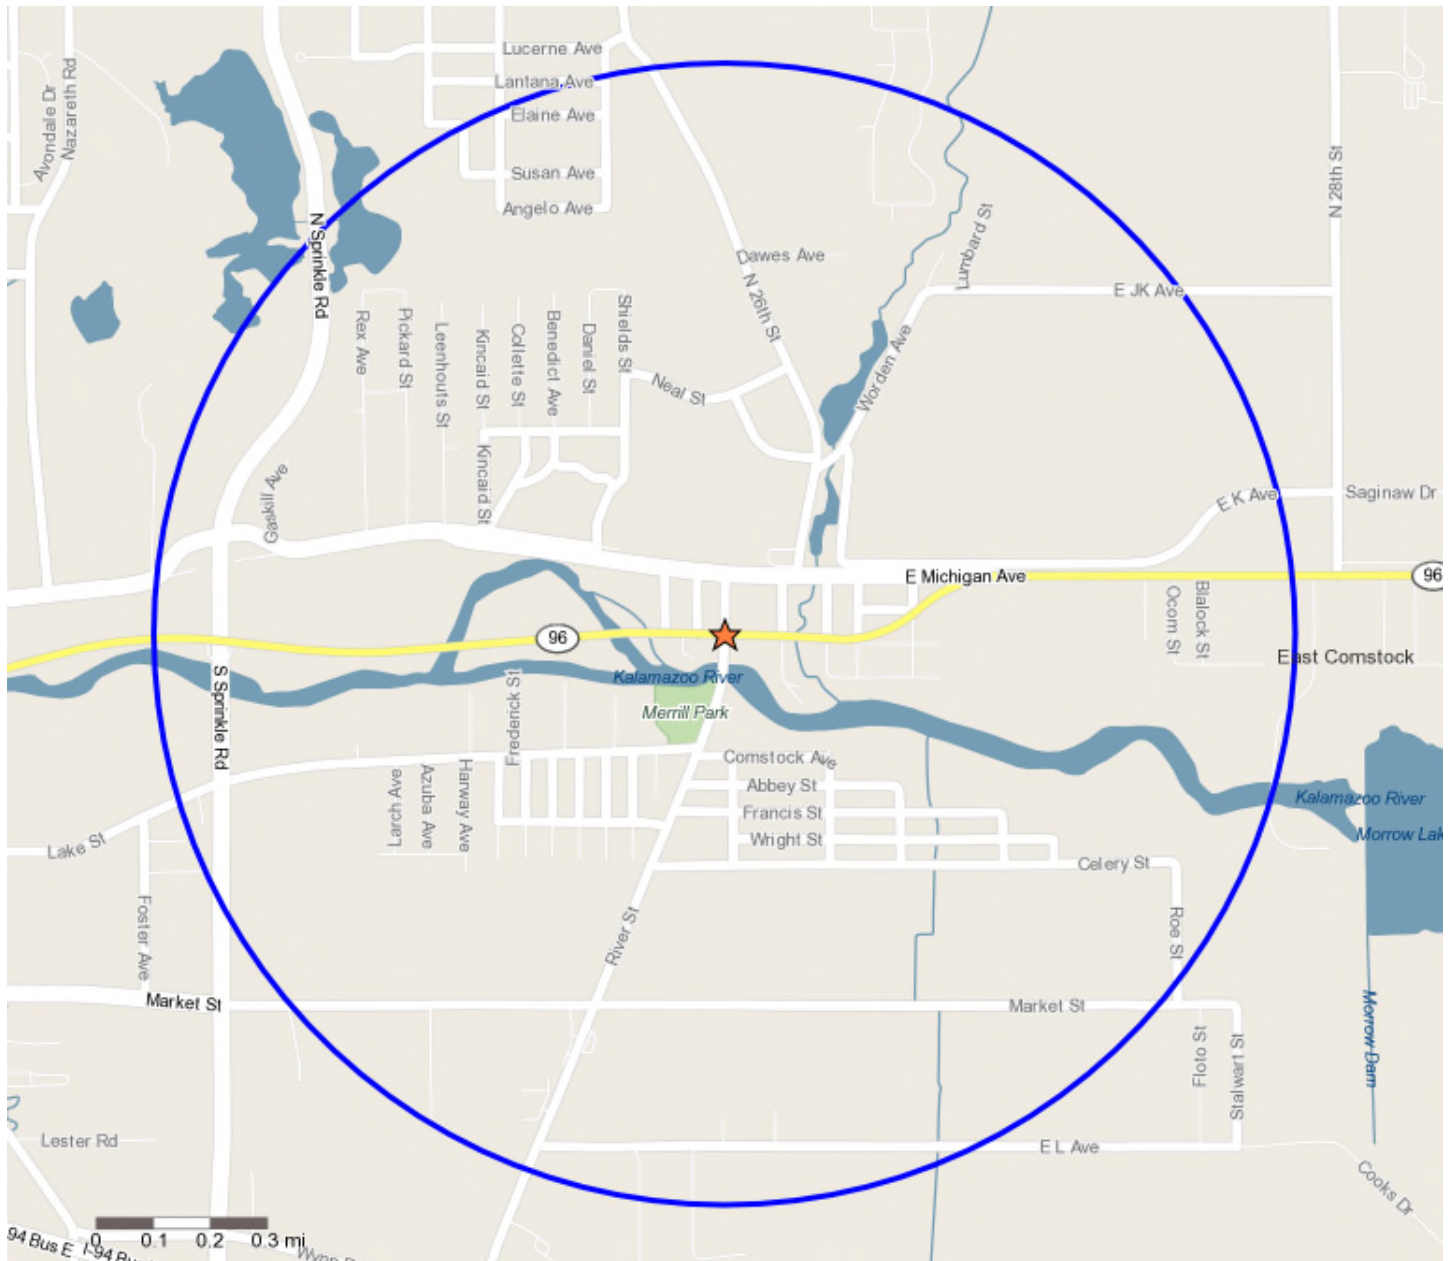 Lucerne Ave
Lantana Ave
Elaine Ave
Susan Ave
Angelo Ave
Avondale Dr
Nazareth Rd
N Sprinkle Rd
N 28th St
Dawes Ave
N 26th St
Lumbard St
E JK Ave
Rex Ave
Pickard St
Leenhouts St
Kincaid St
Collette St
Benedict Ave
Daniel St
Shields St
Neal St
Worden Ave
Kincaid St
Gaskill Ave
E K Ave
Saginaw Dr
E Michigan Ave
96
96
Ocom St
Blalock St
East Comstock
S Sprinkle Rd
Frederick St
Kalamazoo River
Merrill Park
Comstock Ave
Abbey St
Francis St
Wright St
Larch Ave
Azuba Ave
Harway Ave
Kalamazoo River
Morrow Lak
Lake St
Celery St
Foster Ave
River St
Roe St
Market St
Market St
Floto St
Stalwart St
Morrow Dam
Lester Rd
E L Ave
Cooks Dr
0 0.1 0.2 0.3 mi
94 Bus E
I-94 Bu
Wynn